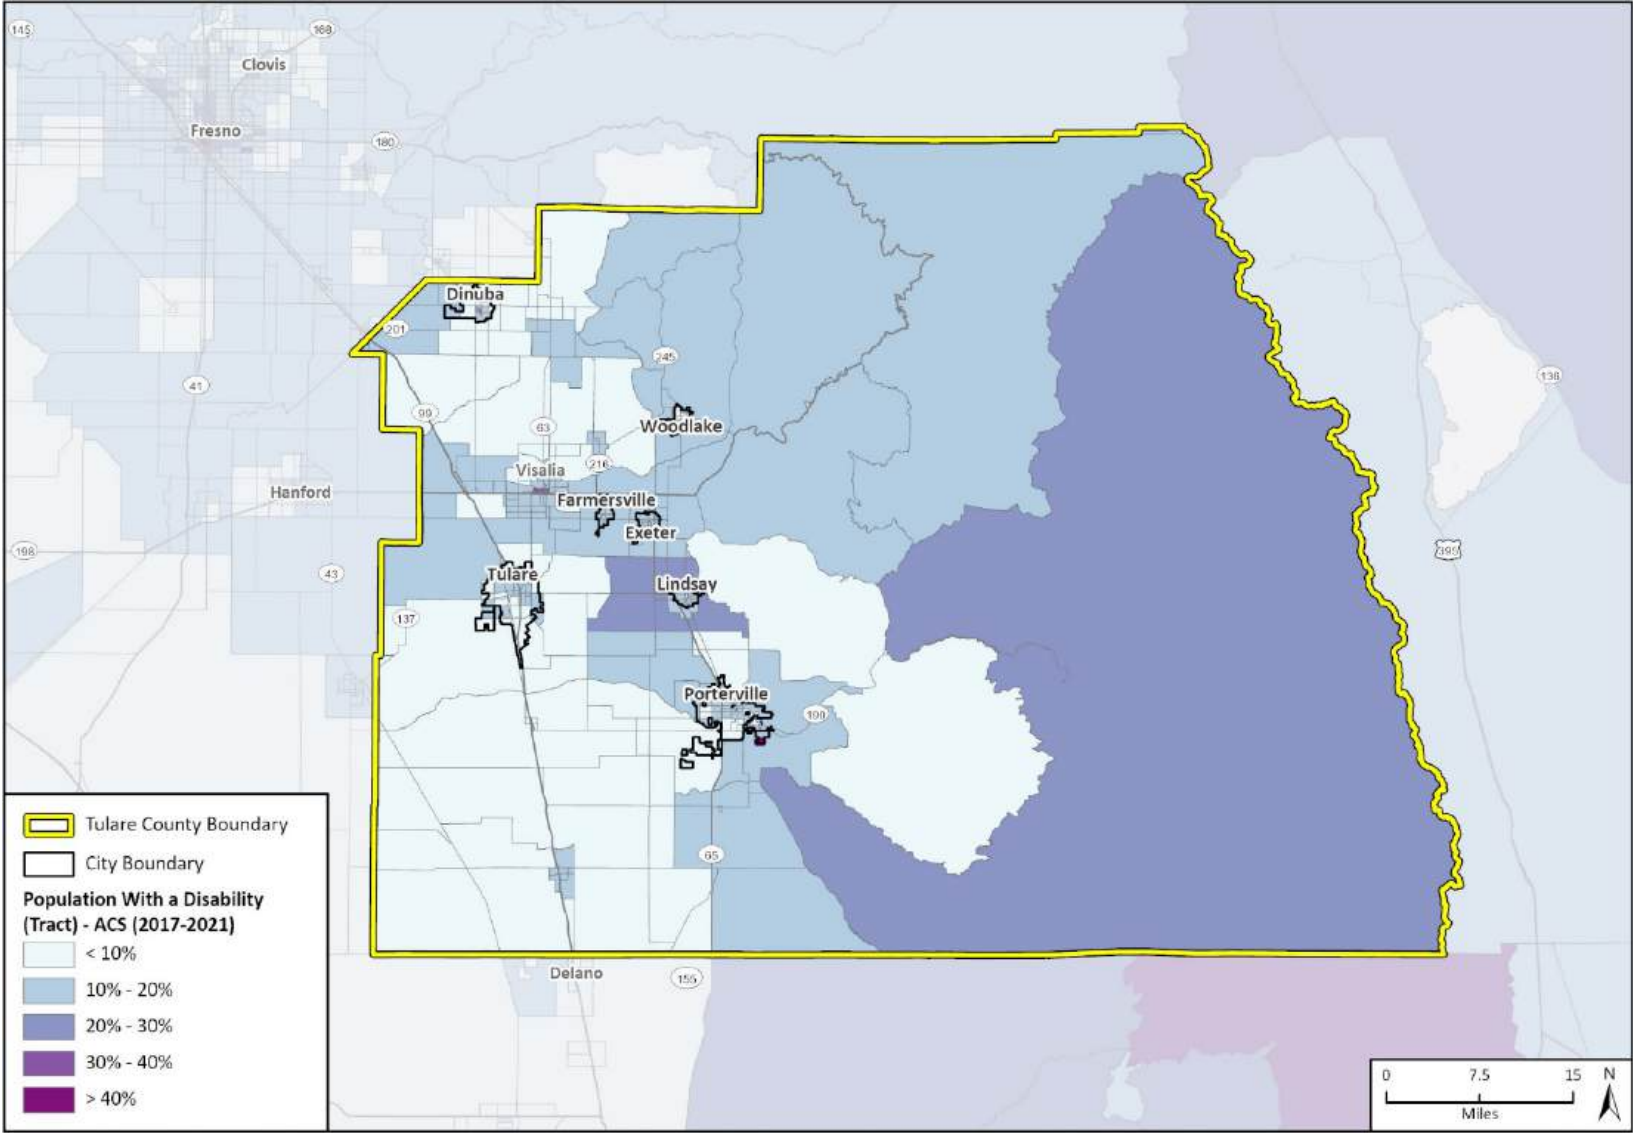 145
168
Clovis
Fresno
180
Dinuba
201
245
41
99
136
63
Woodlake
Visalia
216
Hanford
Farmersville
Exeter
198
395
43
Tulare
Lindsay
137
Porterville
190
65
Delano
155
Tulare County Boundary
City Boundary
Population With a Disability
(Tract) - ACS (2017-2021)
< 10%
10% - 20%
20% - 30%
30% - 40%
> 40%
0 7.5 15 N
Miles